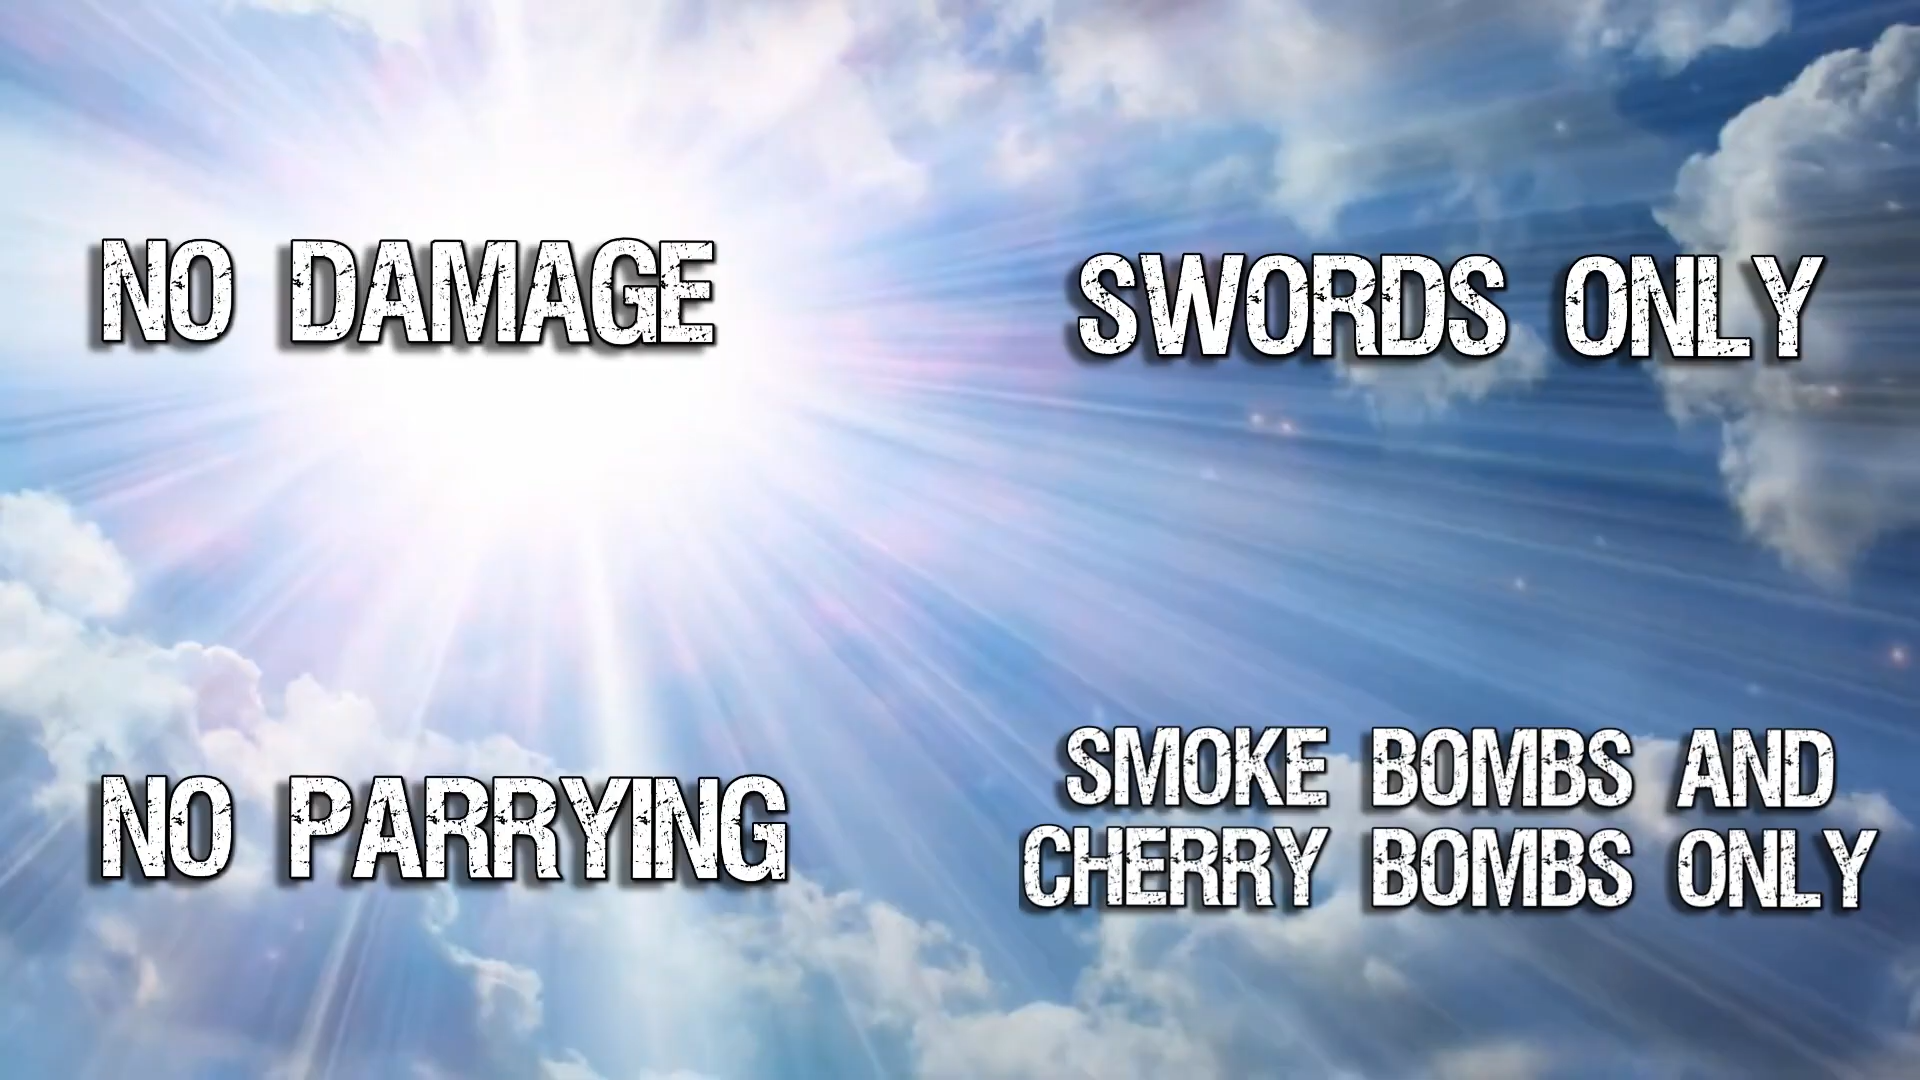 NO DAMAGE
SWORDS ONLY
NO PARRYING
SMOKE BOMBS AND
CHERRY BOMBS ONLY